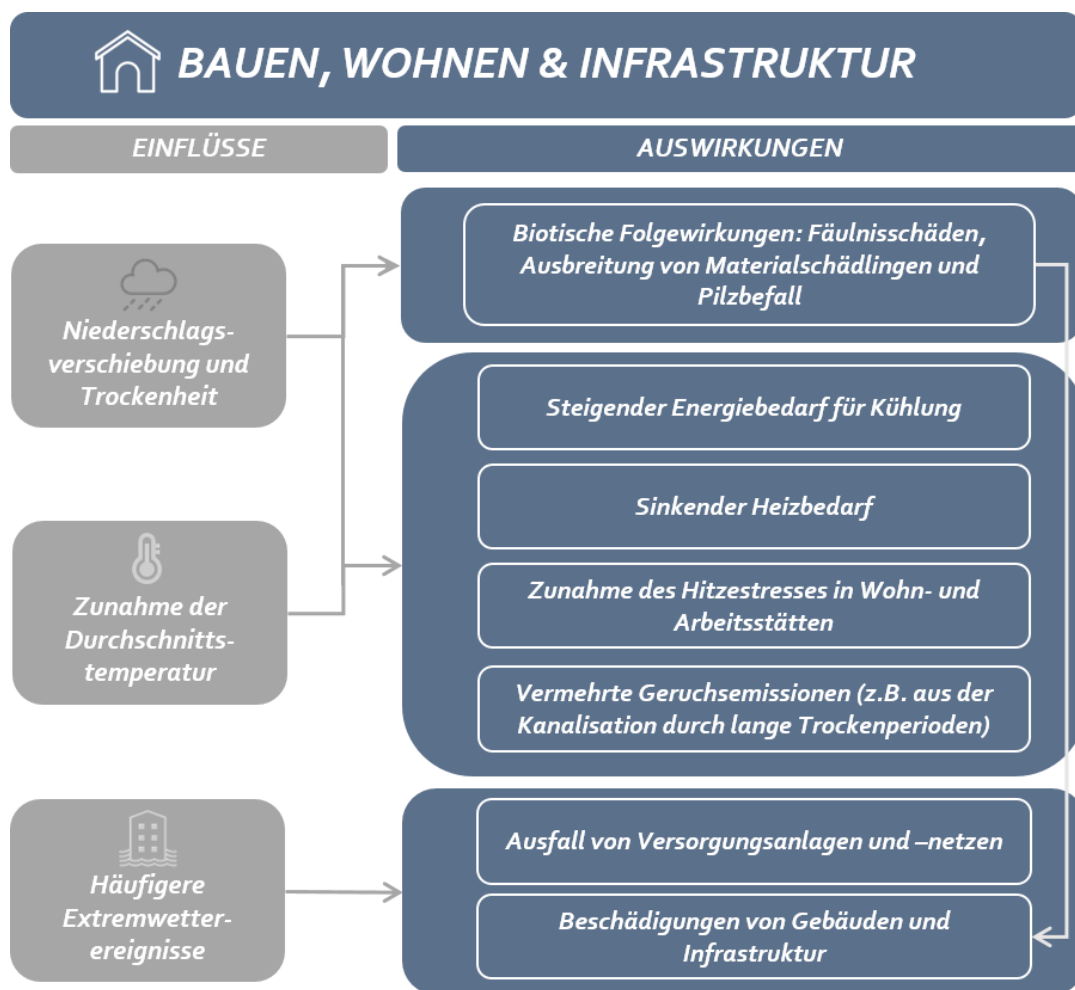 BAUEN, WOHNEN & INFRASTRUKTUR
EINFLÜSSE
AUSWIRKUNGEN
Niederschlags-
verschiebung und
Trockenheit
Zunahme der
Durchschnitts-
temperatur
Häufigere
Extremwetter-
ereignisse
Biotische Folgewirkungen: Fäulnisschäden,
Ausbreitung von Materialschädlingen und
Pilzbefall
Steigender Energiebedarf für Kühlung
Sinkender Heizbedarf
Zunahme des Hitzestresses in Wohn- und
Arbeitsstätten
Vermehrte Geruchsemissionen (z.B. aus der
Kanalisation durch lange Trockenperioden)
Ausfall von Versorgungsanlagen und –netzen
Beschädigungen von Gebäuden und
Infrastruktur